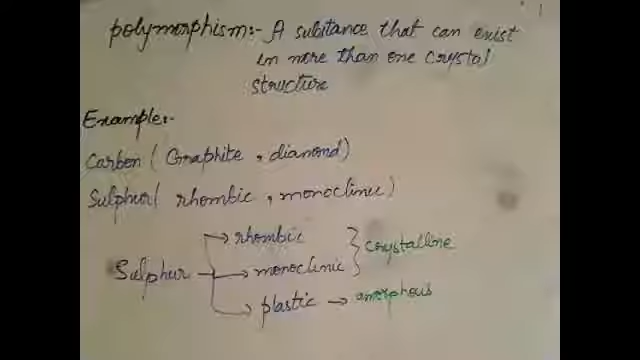 polymorphism:- A substance that can exist
in more than one crystal
structure
Example:-
Carbon ( Graphite , diamond )
Sulphur ( rhombic , monoclinic )
Sulphur → rhombic } crystalline
→ monoclinic
→ plastic → amorphous